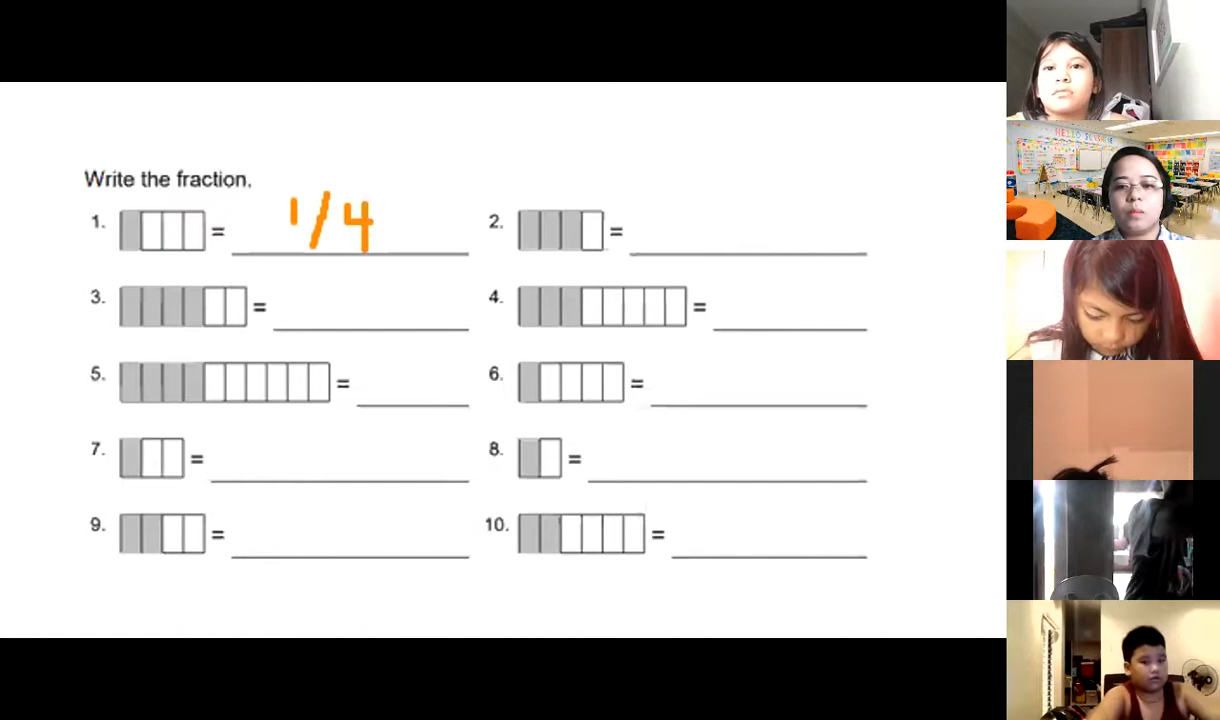 Write the fraction.
1. = 1/4 2. =
3. = 4. =
5. = 6. =
7. = 8. =
9. = 10. =